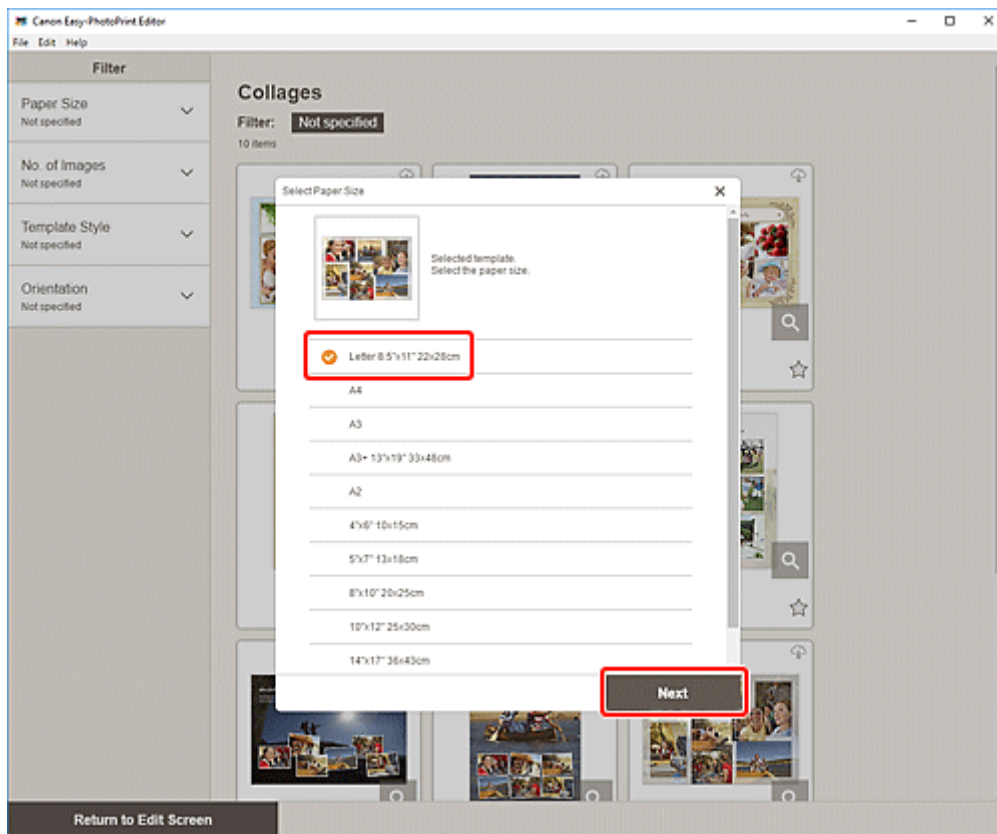 Canon Easy-PhotoPrint Editor
File Edit Help
Filter
Paper Size
Not specified
No. of Images
Not specified
Template Style
Not specified
Orientation
Not specified
Collages
Filter: Not specified
10 items
Select Paper Size
Selected template.
Select the paper size.
Letter 8.5"x11" 22x28cm
A4
A3
A3+ 13"x19" 33x48cm
A2
4"x6" 10x15cm
5"x7" 13x18cm
8"x10" 20x25cm
10"x12" 25x30cm
14"x17" 36x43cm
Next
Return to Edit Screen